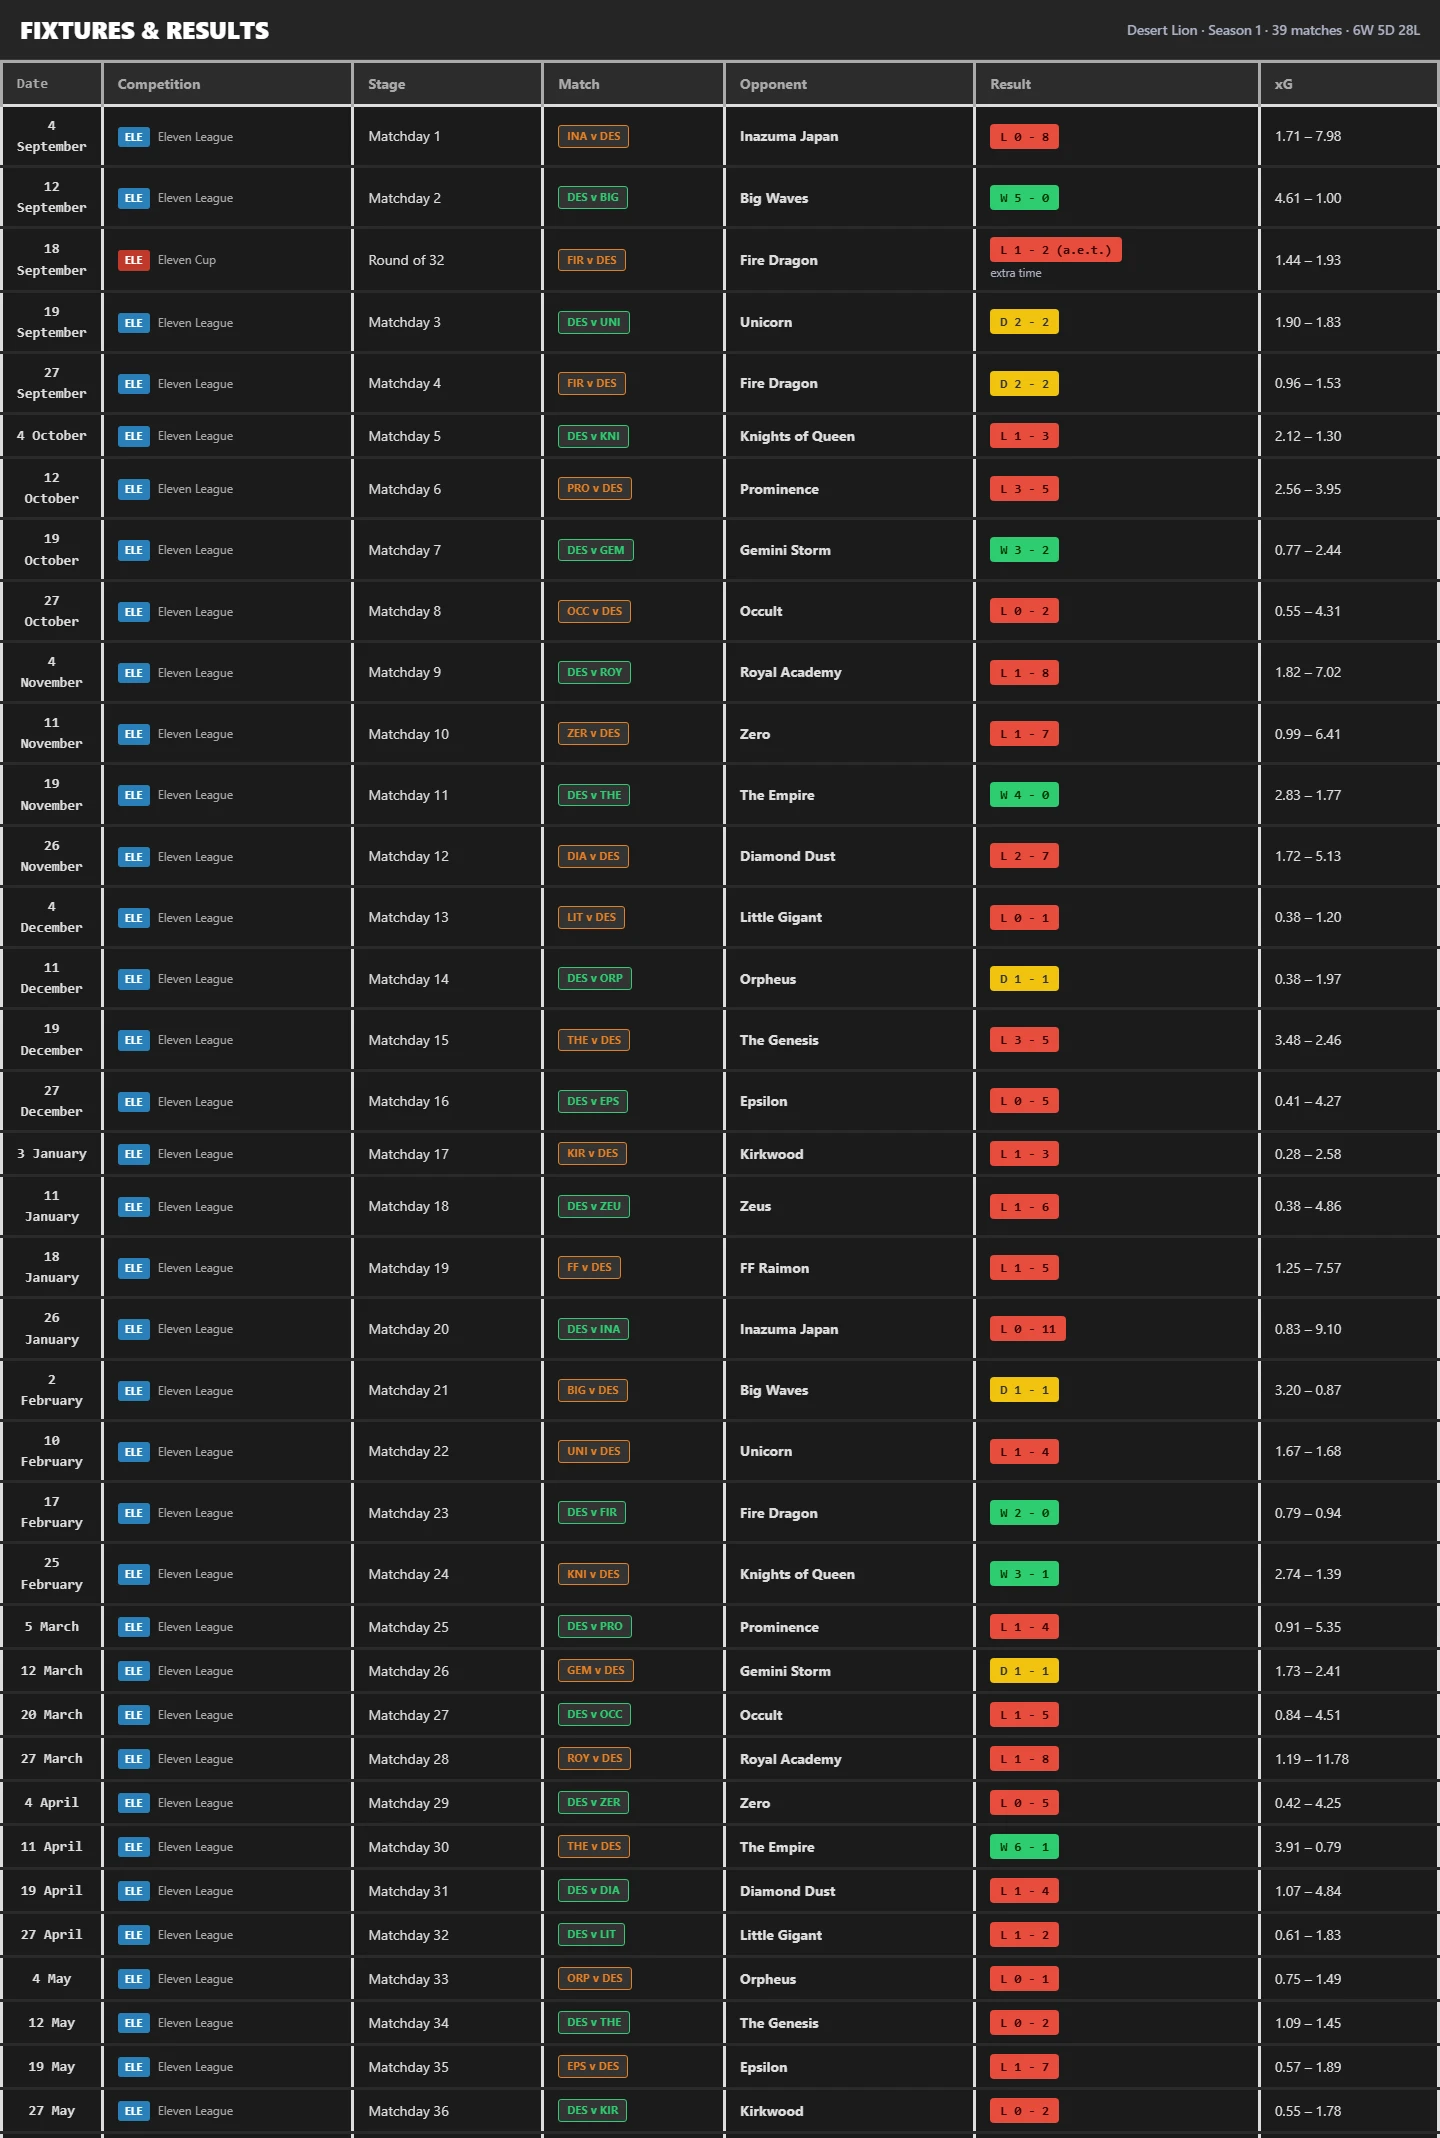 FIXTURES & RESULTS
Desert Lion · Season 1 · 39 matches · 6W 5D 28L
Date Competition Stage Match Opponent Result xG
4 September ELE Eleven League Matchday 1 INA v DES Inazuma Japan L 0 - 8 1.71 – 7.98
12 September ELE Eleven League Matchday 2 DES v BIG Big Waves W 5 - 0 4.61 – 1.00
18 September ELE Eleven Cup Round of 32 FIR v DES Fire Dragon L 1 - 2 (a.e.t.) extra time 1.44 – 1.93
19 September ELE Eleven League Matchday 3 DES v UNI Unicorn D 2 - 2 1.90 – 1.83
27 September ELE Eleven League Matchday 4 FIR v DES Fire Dragon D 2 - 2 0.96 – 1.53
4 October ELE Eleven League Matchday 5 DES v KNI Knights of Queen L 1 - 3 2.12 – 1.30
12 October ELE Eleven League Matchday 6 PRO v DES Prominence L 3 - 5 2.56 – 3.95
19 October ELE Eleven League Matchday 7 DES v GEM Gemini Storm W 3 - 2 0.77 – 2.44
27 October ELE Eleven League Matchday 8 OCC v DES Occult L 0 - 2 0.55 – 4.31
4 November ELE Eleven League Matchday 9 DES v ROY Royal Academy L 1 - 8 1.82 – 7.02
11 November ELE Eleven League Matchday 10 ZER v DES Zero L 1 - 7 0.99 – 6.41
19 November ELE Eleven League Matchday 11 DES v THE The Empire W 4 - 0 2.83 – 1.77
26 November ELE Eleven League Matchday 12 DIA v DES Diamond Dust L 2 - 7 1.72 – 5.13
4 December ELE Eleven League Matchday 13 LIT v DES Little Gigant L 0 - 1 0.38 – 1.20
11 December ELE Eleven League Matchday 14 DES v ORP Orpheus D 1 - 1 0.38 – 1.97
19 December ELE Eleven League Matchday 15 THE v DES The Genesis L 3 - 5 3.48 – 2.46
27 December ELE Eleven League Matchday 16 DES v EPS Epsilon L 0 - 5 0.41 – 4.27
3 January ELE Eleven League Matchday 17 KIR v DES Kirkwood L 1 - 3 0.28 – 2.58
11 January ELE Eleven League Matchday 18 DES v ZEU Zeus L 1 - 6 0.38 – 4.86
18 January ELE Eleven League Matchday 19 FF v DES FF Raimon L 1 - 5 1.25 – 7.57
26 January ELE Eleven League Matchday 20 DES v INA Inazuma Japan L 0 - 11 0.83 – 9.10
2 February ELE Eleven League Matchday 21 BIG v DES Big Waves D 1 - 1 3.20 – 0.87
10 February ELE Eleven League Matchday 22 UNI v DES Unicorn L 1 - 4 1.67 – 1.68
17 February ELE Eleven League Matchday 23 DES v FIR Fire Dragon W 2 - 0 0.79 – 0.94
25 February ELE Eleven League Matchday 24 KNI v DES Knights of Queen W 3 - 1 2.74 – 1.39
5 March ELE Eleven League Matchday 25 DES v PRO Prominence L 1 - 4 0.91 – 5.35
12 March ELE Eleven League Matchday 26 GEM v DES Gemini Storm D 1 - 1 1.73 – 2.41
20 March ELE Eleven League Matchday 27 DES v OCC Occult L 1 - 5 0.84 – 4.51
27 March ELE Eleven League Matchday 28 ROY v DES Royal Academy L 1 - 8 1.19 – 11.78
4 April ELE Eleven League Matchday 29 DES v ZER Zero L 0 - 5 0.42 – 4.25
11 April ELE Eleven League Matchday 30 THE v DES The Empire W 6 - 1 3.91 – 0.79
19 April ELE Eleven League Matchday 31 DES v DIA Diamond Dust L 1 - 4 1.07 – 4.84
27 April ELE Eleven League Matchday 32 DES v LIT Little Gigant L 1 - 2 0.61 – 1.83
4 May ELE Eleven League Matchday 33 ORP v DES Orpheus L 0 - 1 0.75 – 1.49
12 May ELE Eleven League Matchday 34 DES v THE The Genesis L 0 - 2 1.09 – 1.45
19 May ELE Eleven League Matchday 35 EPS v DES Epsilon L 1 - 7 0.57 – 1.89
27 May ELE Eleven League Matchday 36 DES v KIR Kirkwood L 0 - 2 0.55 – 1.78